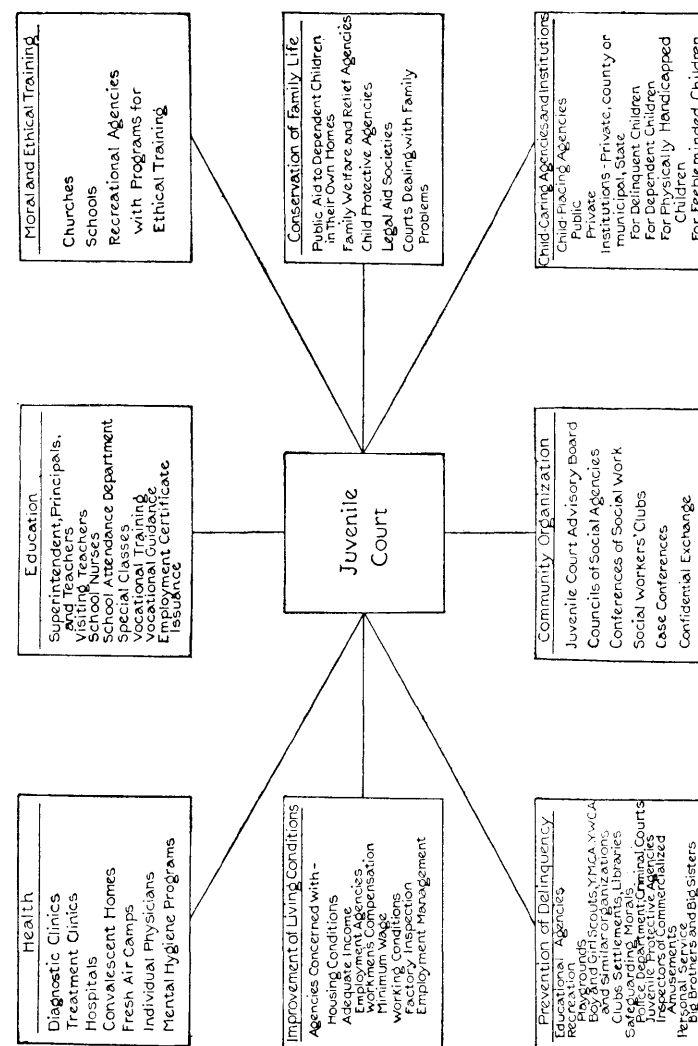 Health
Diagnostic Clinics
Treatment Clinics
Hospitals
Convalescent Homes
Fresh Air Camps
Individual Physicians
Mental Hygiene Programs
Education
Superintendent, Principals,
and Teachers
Visiting Teachers
School Nurses
School Attendance Department
Special Classes
Vocational Training
Vocational Guidance
Employment Certificate
Issuance
Moral and Ethical Training
Churches
Schools
Recreational Agencies
with Programs for
Ethical Training
Improvement of Living Conditions
Agencies Concerned With -
Housing Conditions
Adequate Income
Employment Agencies
Workmen's Compensation
Minimum Wage
Working Conditions
Factory Inspection
Employment Management
Juvenile
Court
Conservation of Family Life
Public Aid to Dependent Children
in Their Own Homes
Family Welfare and Relief Agencies
Child Protective Agencies
Legal Aid Societies
Courts Dealing with Family
Problems
Prevention of Delinquency
Educational Agencies
Recreation
Playgrounds
Boy and Girl Scouts, Y.M.C.A., Y.W.C.A.
and Similar organizations
Clubs Settlements, Libraries
Safeguarding Morals
Police Department, Criminal Courts
Juvenile Protective Agencies
Inspectors of Commercialized
Amusements
Personal Service
Big Brothers and Big Sisters
Community Organization
Juvenile Court Advisory Board
Councils of Social Agencies
Conferences of Social Work
Social Workers' Clubs
Case Conferences
Confidential Exchange
Child-Caring Agencies and Institutions
Child-Placing Agencies
Public
Private
Institutions - Private, county or
municipal, State
For Delinquent Children
For Dependent Children
For Physically Handicapped
Children
For Feebleminded Children